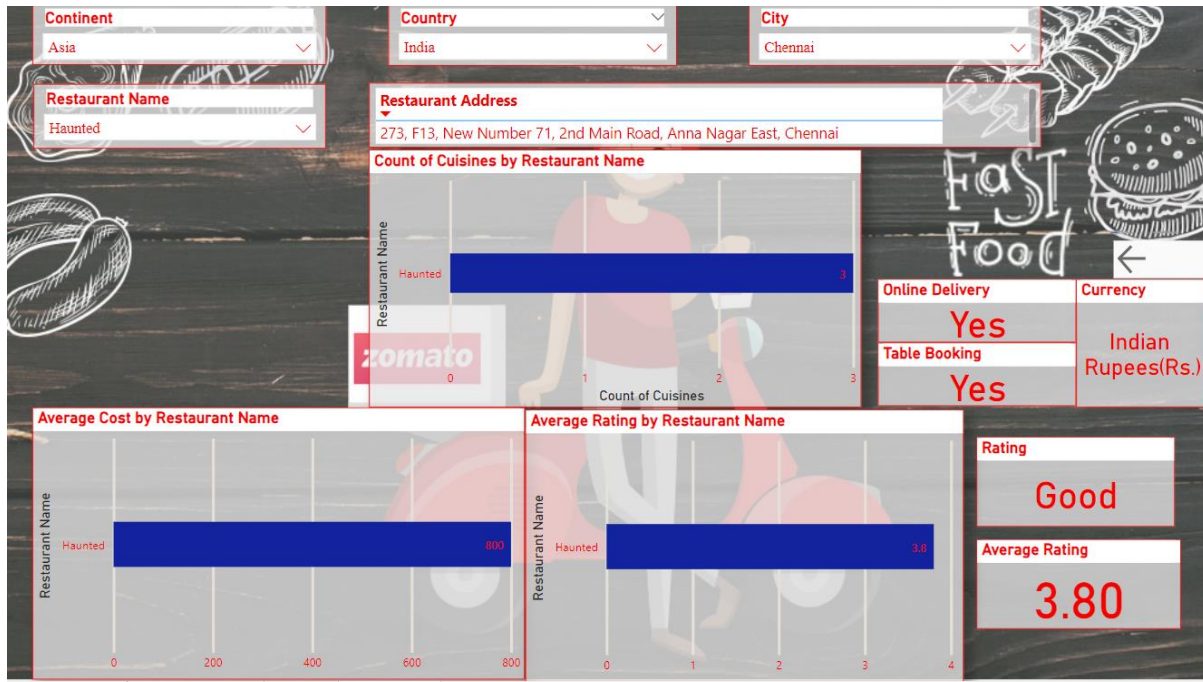 Continent
Asia
Country
India
City
Chennai
Restaurant Name
Haunted
Restaurant Address
273, F13, New Number 71, 2nd Main Road, Anna Nagar East, Chennai
Count of Cuisines by Restaurant Name
Restaurant Name
Haunted
3
0 1 2 3
Count of Cuisines
zomato
FaST
Food
Online Delivery
Yes
Table Booking
Yes
Currency
Indian
Rupees(Rs.)
Average Cost by Restaurant Name
Restaurant Name
Haunted
800
0 200 400 600 800
Average Rating by Restaurant Name
Restaurant Name
Haunted
3.8
0 1 2 3 4
Rating
Good
Average Rating
3.80